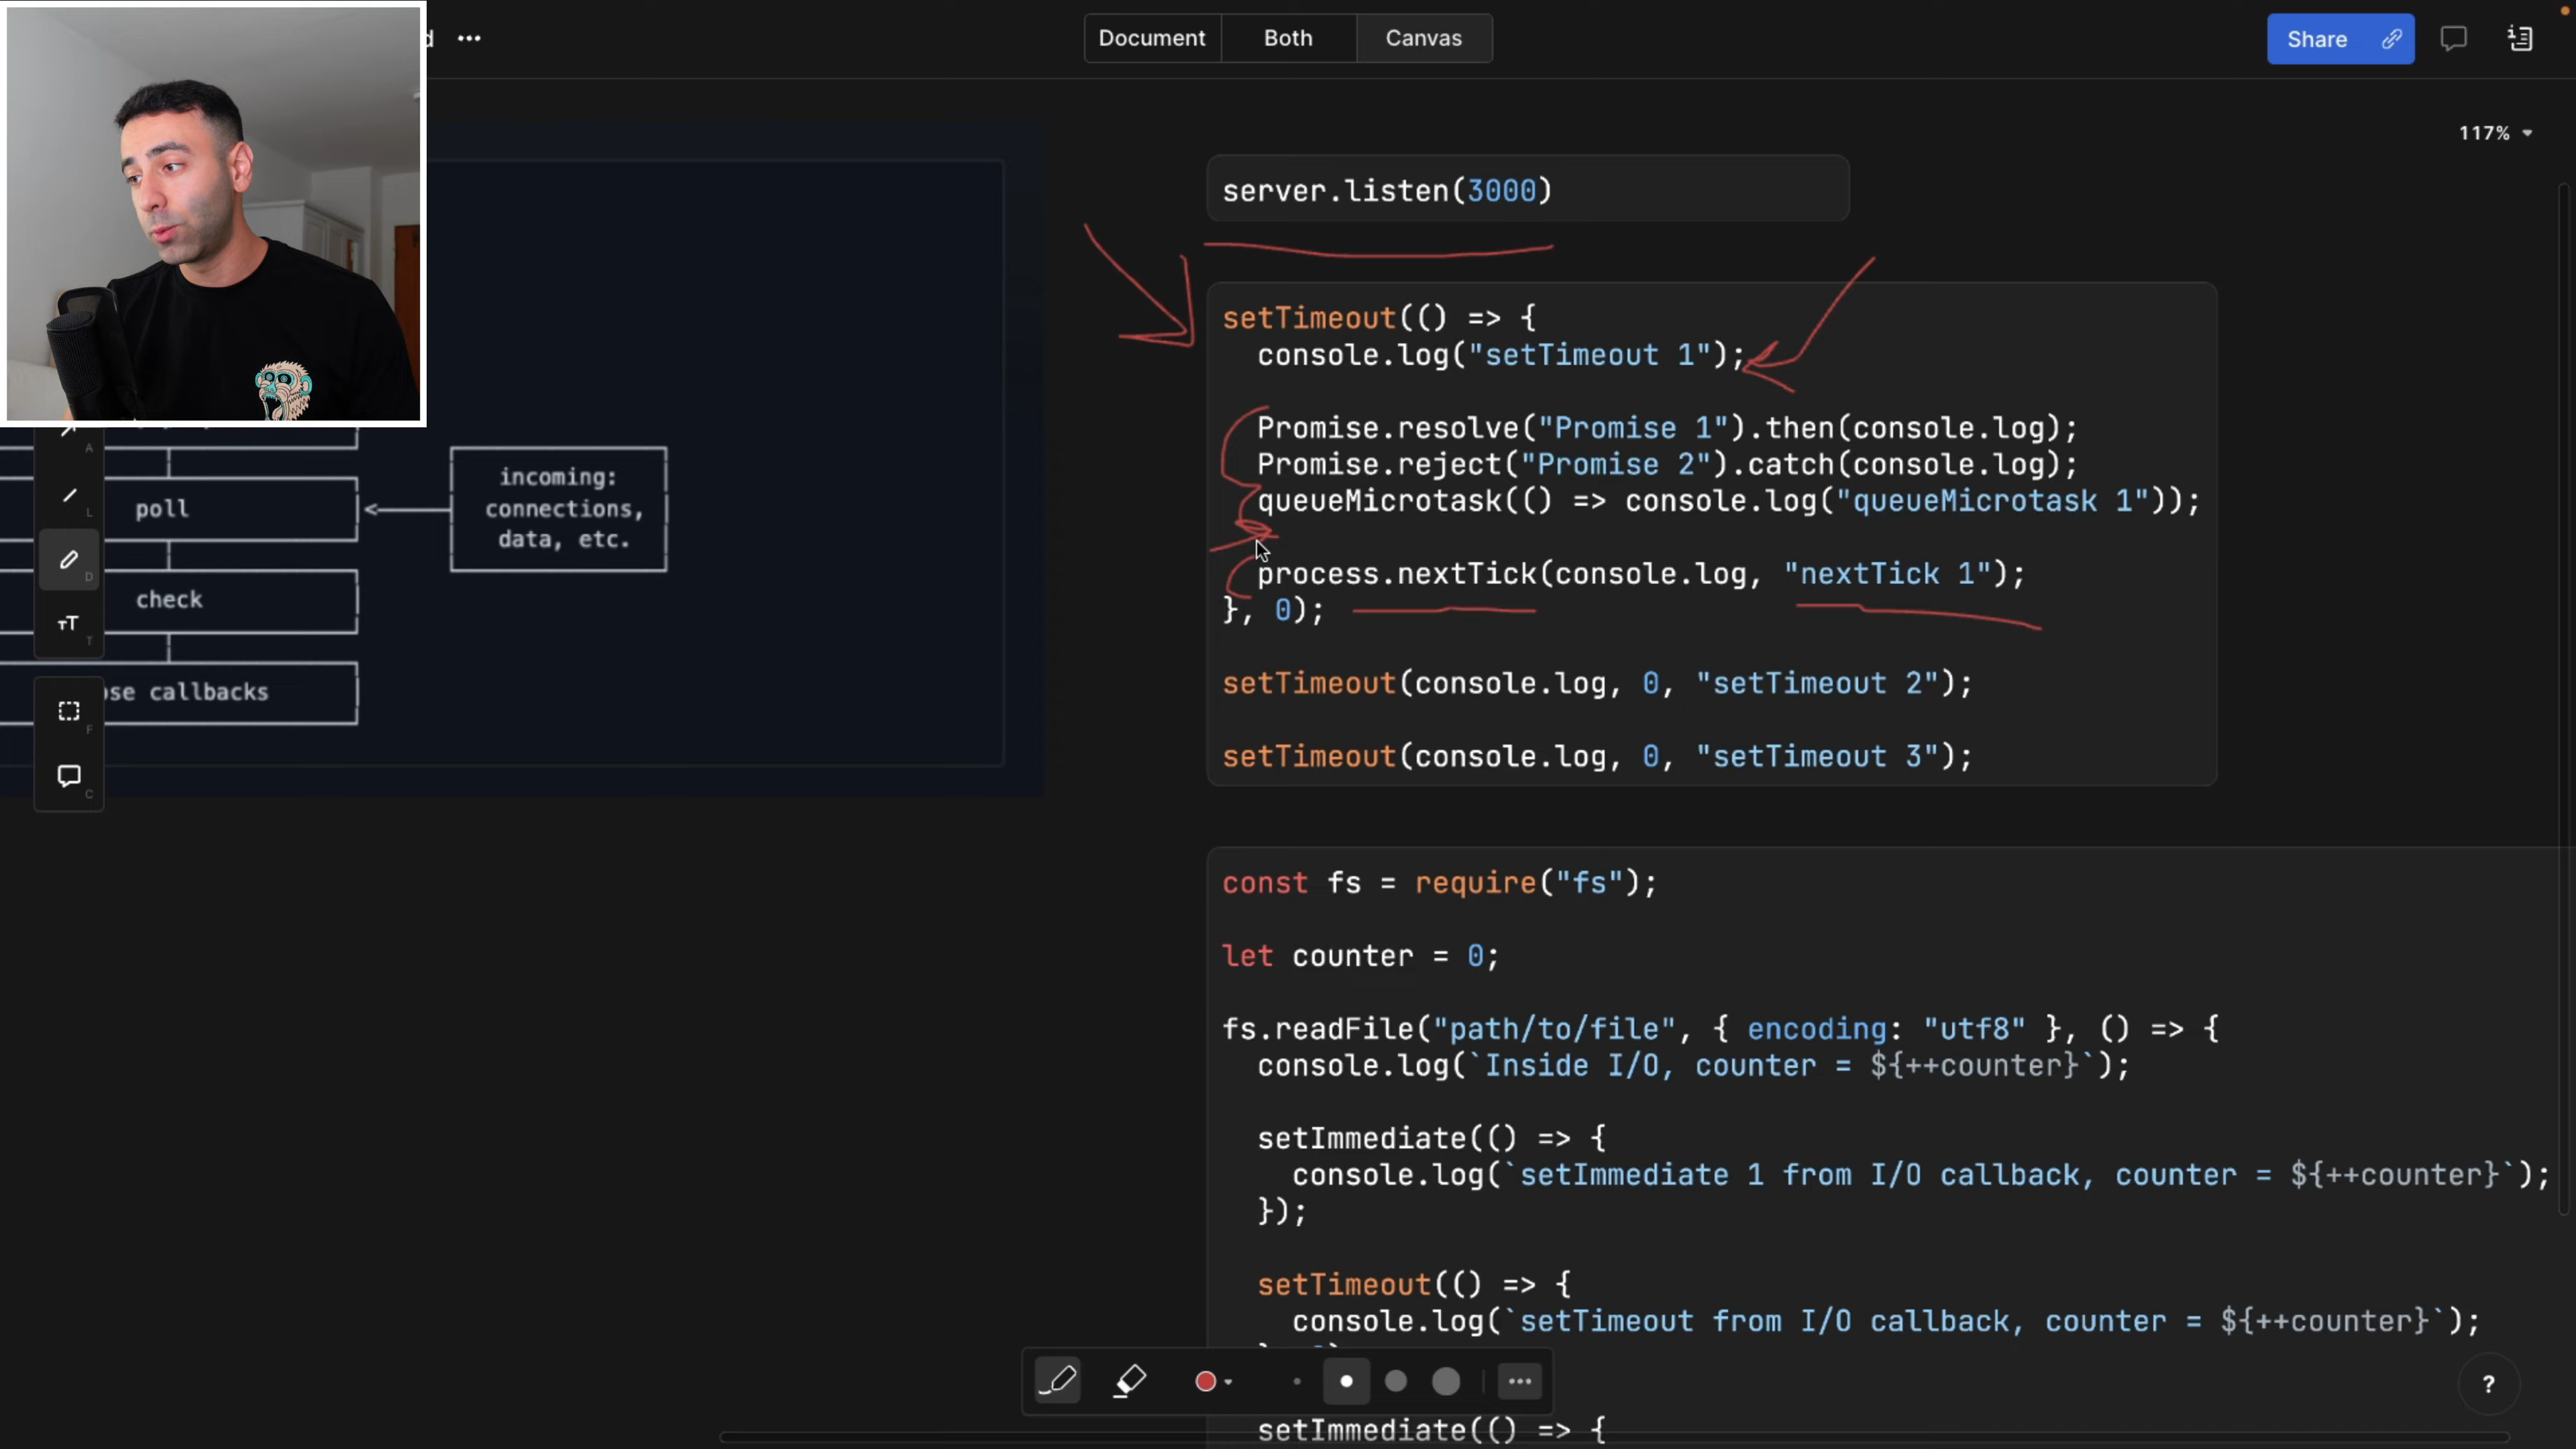 d ...
Document Both Canvas
Share
117%
server.listen(3000)
setTimeout(() => {
console.log("setTimeout 1");
Promise.resolve("Promise 1").then(console.log);
Promise.reject("Promise 2").catch(console.log);
queueMicrotask(() => console.log("queueMicrotask 1"));
process.nextTick(console.log, "nextTick 1");
}, 0);
setTimeout(console.log, 0, "setTimeout 2");
setTimeout(console.log, 0, "setTimeout 3");
const fs = require("fs");
let counter = 0;
fs.readFile("path/to/file", { encoding: "utf8" }, () => {
console.log(`Inside I/O, counter = ${++counter}`);
setImmediate(() => {
console.log(`setImmediate 1 from I/O callback, counter = ${++counter}`);
});
setTimeout(() => {
console.log(`setTimeout from I/O callback, counter = ${++counter}`);
setImmediate(() => {
poll
check
ose callbacks
incoming:
connections,
data, etc.
A
L
D
TT
T
F
C
?